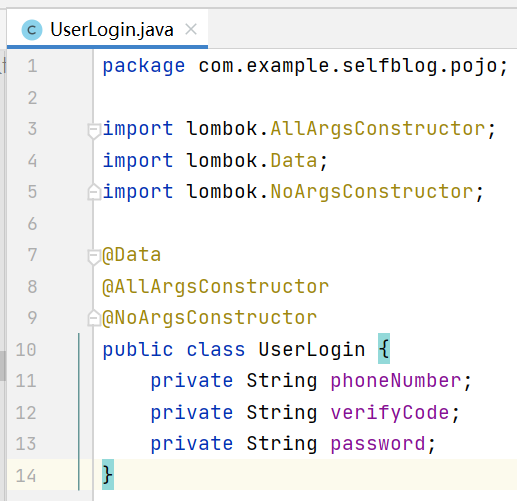 UserLogin.java
1 package com.example.selfblog.pojo;
2
3 import lombok.AllArgsConstructor;
4 import lombok.Data;
5 import lombok.NoArgsConstructor;
6
7 @Data
8 @AllArgsConstructor
9 @NoArgsConstructor
10 public class UserLogin {
11     private String phoneNumber;
12     private String verifyCode;
13     private String password;
14 }